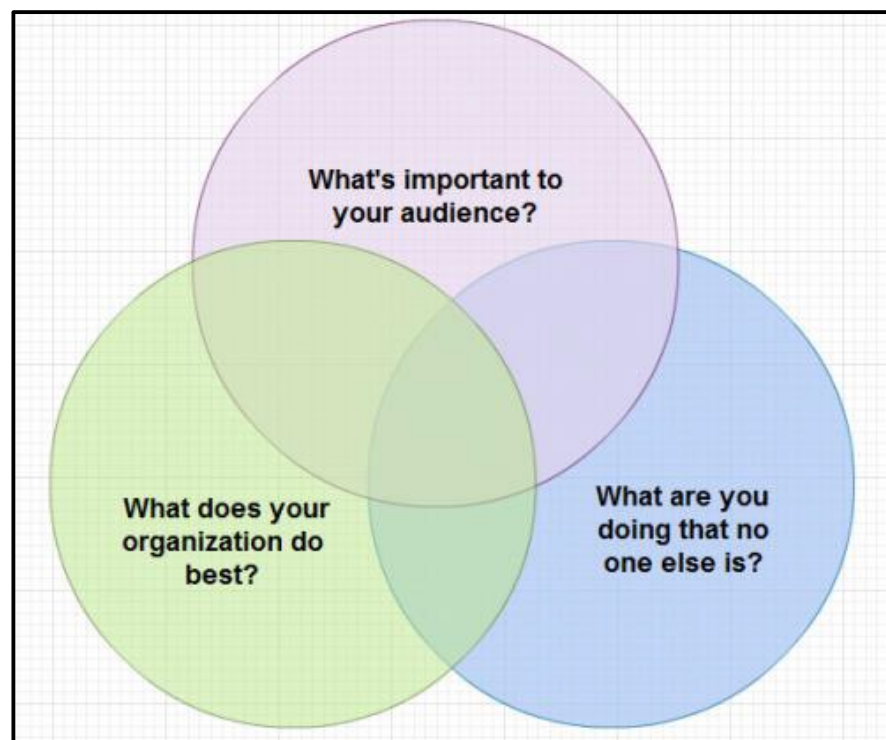 What's important to
your audience?
What does your
organization do
best?
What are you
doing that no
one else is?